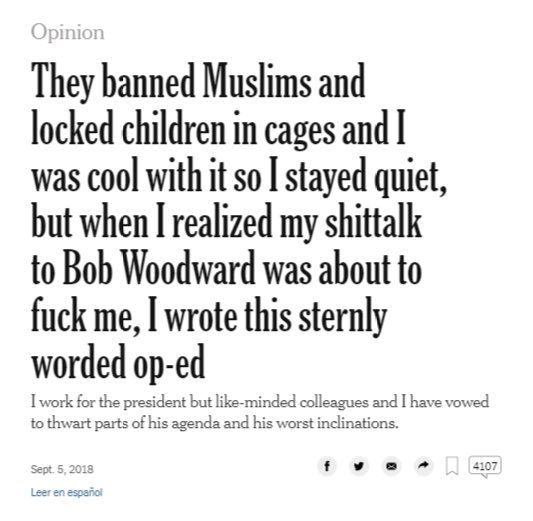 Opinion
They banned Muslims and
locked children in cages and I
was cool with it so I stayed quiet,
but when I realized my shittalk
to Bob Woodward was about to
fuck me, I wrote this sternly
worded op-ed
I work for the president but like-minded colleagues and I have vowed
to thwart parts of his agenda and his worst inclinations.
Sept. 5, 2018
4107
Leer en español